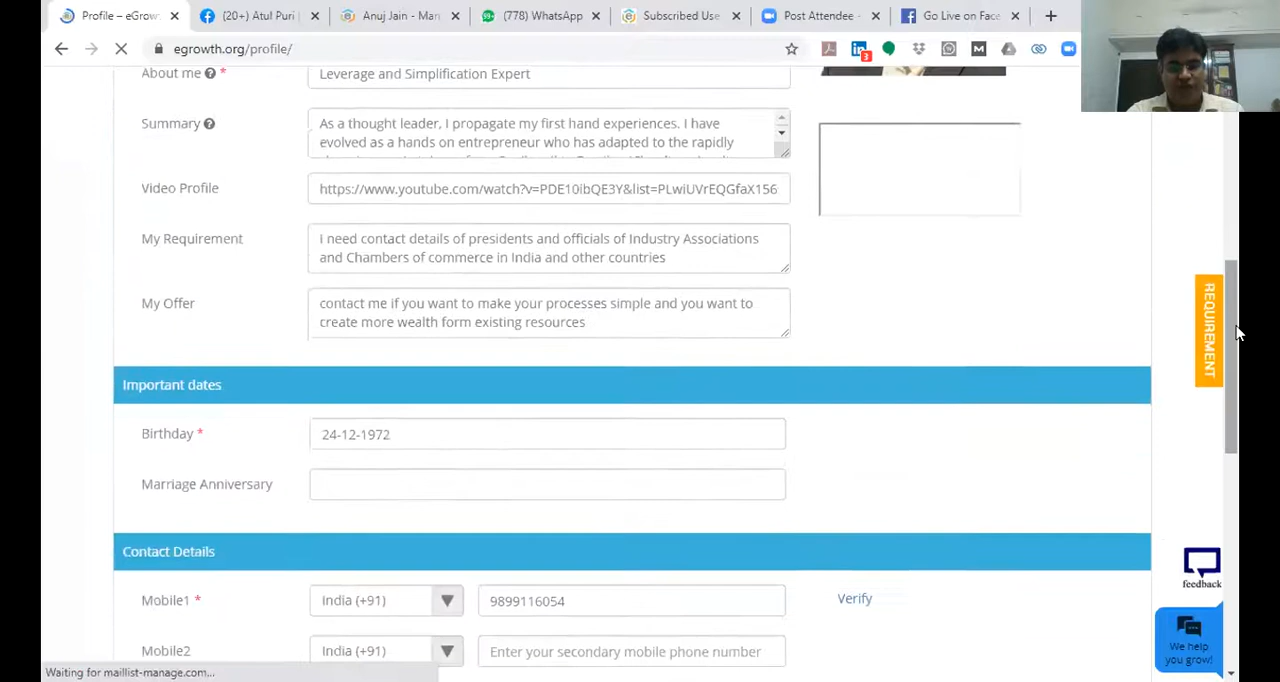 Profile – eGrow
(20+) Atul Puri |
Anuj Jain - Man
99+
(778) WhatsApp
Subscribed Use
Post Attendee -
Go Live on Face
egrowth.org/profile/
3
About me *
Leverage and Simplification Expert
Summary
As a thought leader, I propagate my first hand experiences. I have
evolved as a hands on entrepreneur who has adapted to the rapidly
Video Profile
https://www.youtube.com/watch?v=PDE10ibQE3Y&list=PLwiUVrEQGfaX156
My Requirement
I need contact details of presidents and officials of Industry Associations
and Chambers of commerce in India and other countries
REQUIREMENT
My Offer
contact me if you want to make your processes simple and you want to
create more wealth form existing resources
Important dates
Birthday *
24-12-1972
Marriage Anniversary
Contact Details
feedback
Mobile1 *
India (+91)
9899116054
Verify
Mobile2
India (+91)
Enter your secondary mobile phone number
We help
you grow!
Waiting for maillist-manage.com...